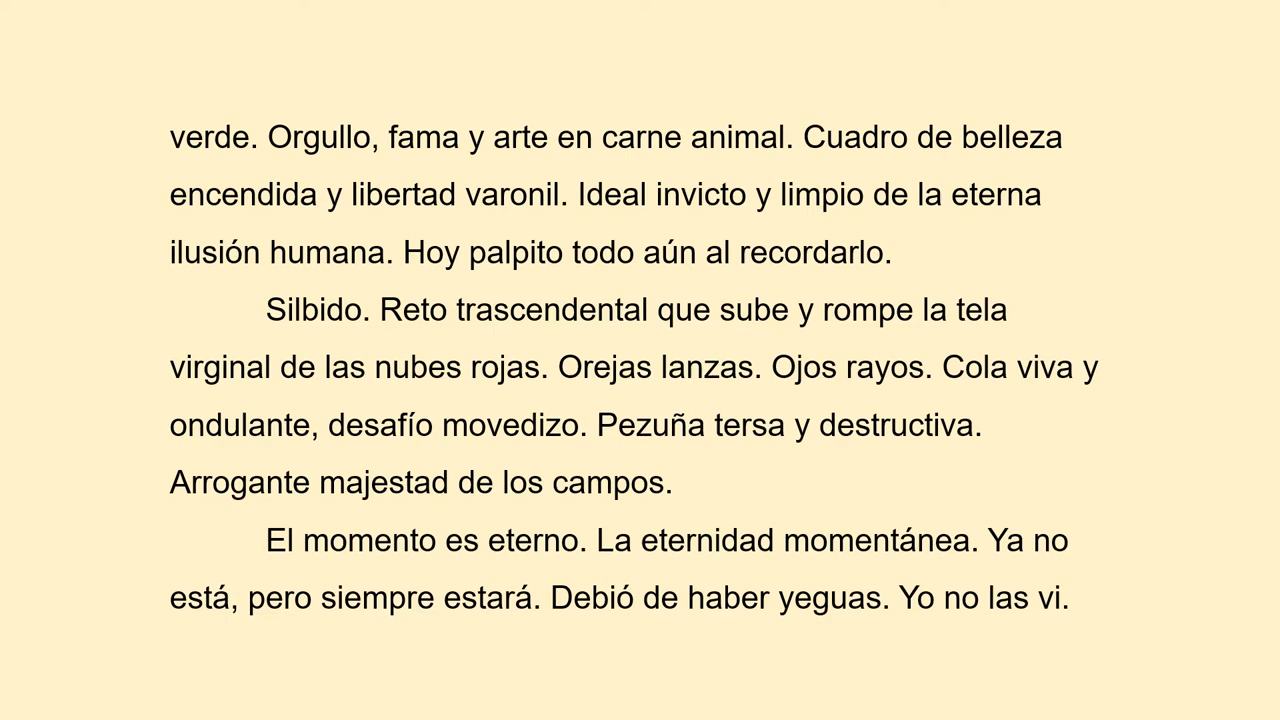 verde. Orgullo, fama y arte en carne animal. Cuadro de belleza
encendida y libertad varonil. Ideal invicto y limpio de la eterna
ilusión humana. Hoy palpito todo aún al recordarlo.
Silbido. Reto trascendental que sube y rompe la tela
virginal de las nubes rojas. Orejas lanzas. Ojos rayos. Cola viva y
ondulante, desafío movedizo. Pezuña tersa y destructiva.
Arrogante majestad de los campos.
El momento es eterno. La eternidad momentánea. Ya no
está, pero siempre estará. Debió de haber yeguas. Yo no las vi.